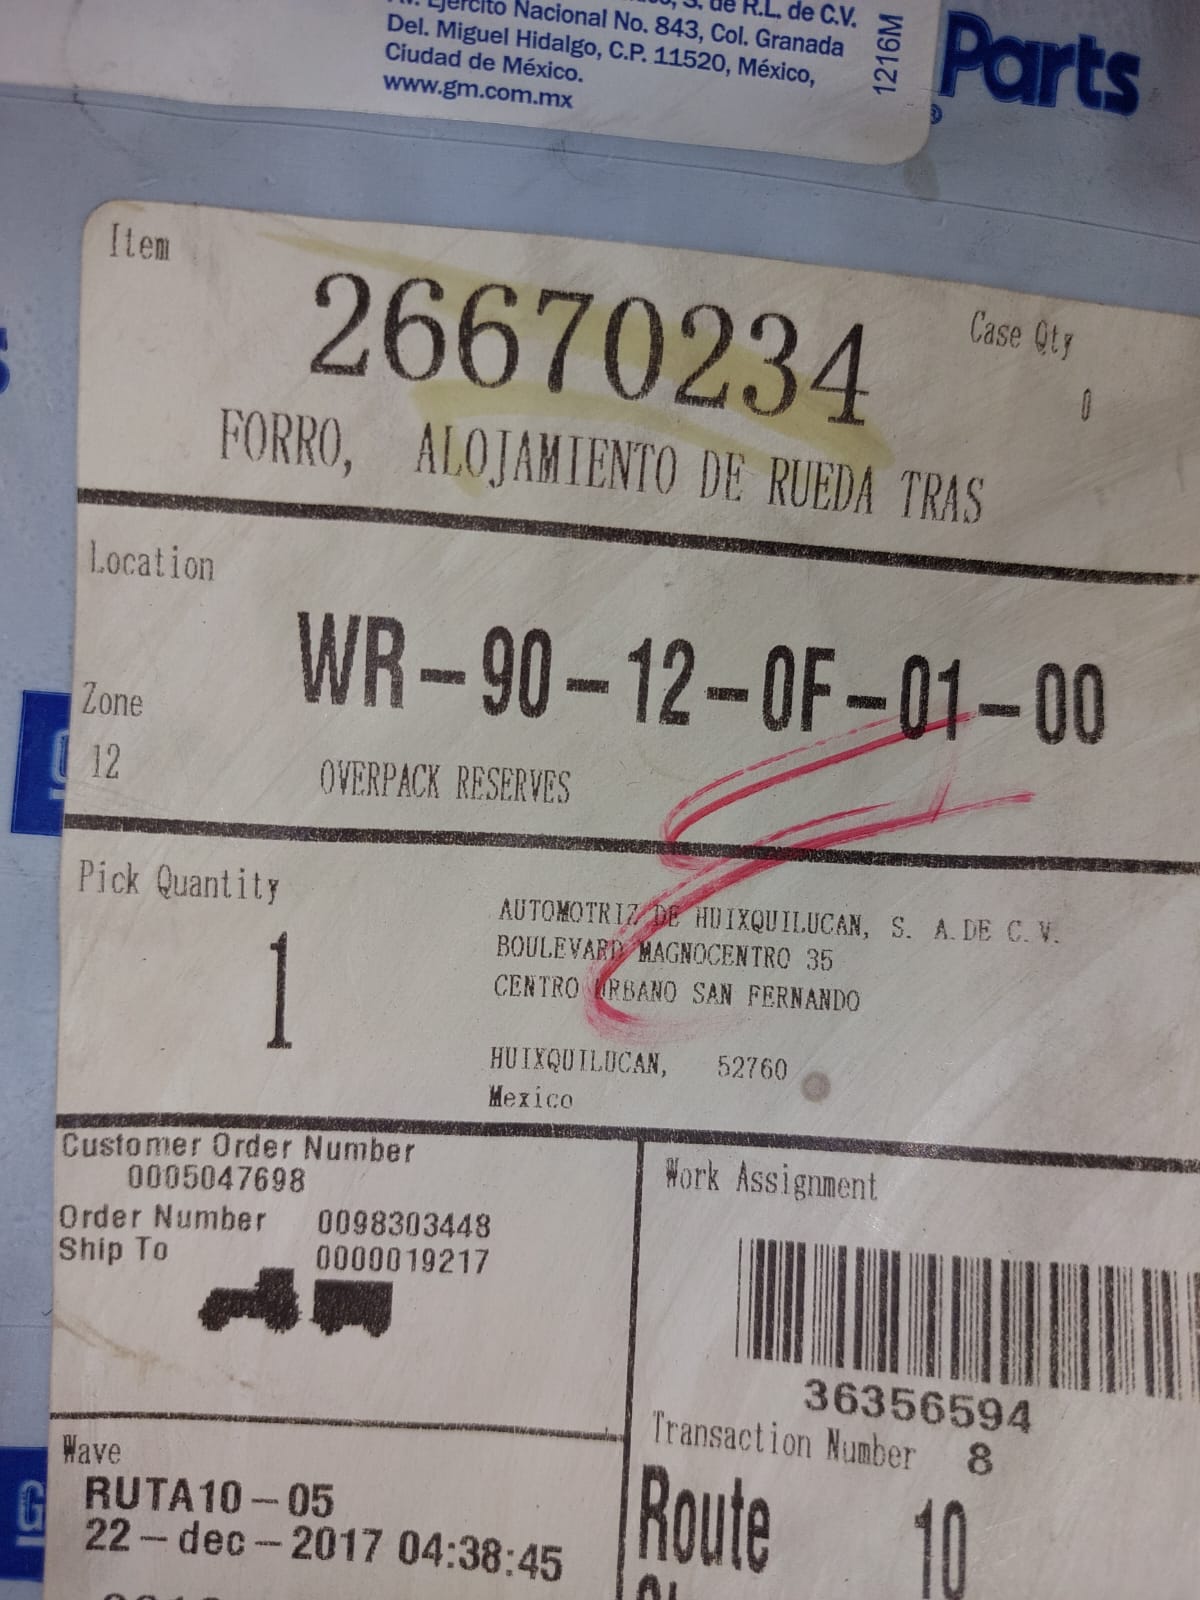 S. de R.L. de C.V.
Ejército Nacional No. 843, Col. Granada
Del. Miguel Hidalgo, C.P. 11520, México,
Ciudad de México.
www.gm.com.mx
1216M
Parts
®
Item
26670234
Case Qty
0
FORRO, ALOJAMIENTO DE RUEDA TRAS
Location
WR-90-12-0F-01-00
Zone
12
OVERPACK RESERVES
Pick Quantity
1
AUTOMOTRIZ DE HUIXQUILUCAN, S. A.DE C.V.
BOULEVARD MAGNOCENTRO 35
CENTRO URBANO SAN FERNANDO
HUIXQUILUCAN, 52760
Mexico
Customer Order Number
0005047698
Order Number 0098303448
Ship To 0000019217
Work Assignment
36356594
Transaction Number 8
Wave
RUTA10-05
22-dec-2017 04:38:45
Route 10